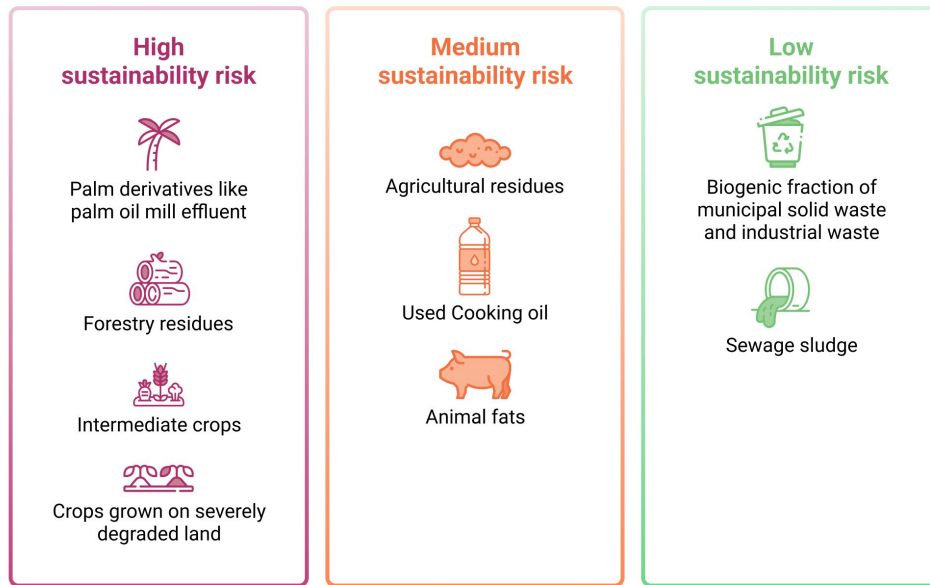 High
sustainability risk
Palm derivatives like
palm oil mill effluent
Forestry residues
Intermediate crops
Crops grown on severely
degraded land
Medium
sustainability risk
Agricultural residues
Used Cooking oil
Animal fats
Low
sustainability risk
Biogenic fraction of
municipal solid waste
and industrial waste
Sewage sludge